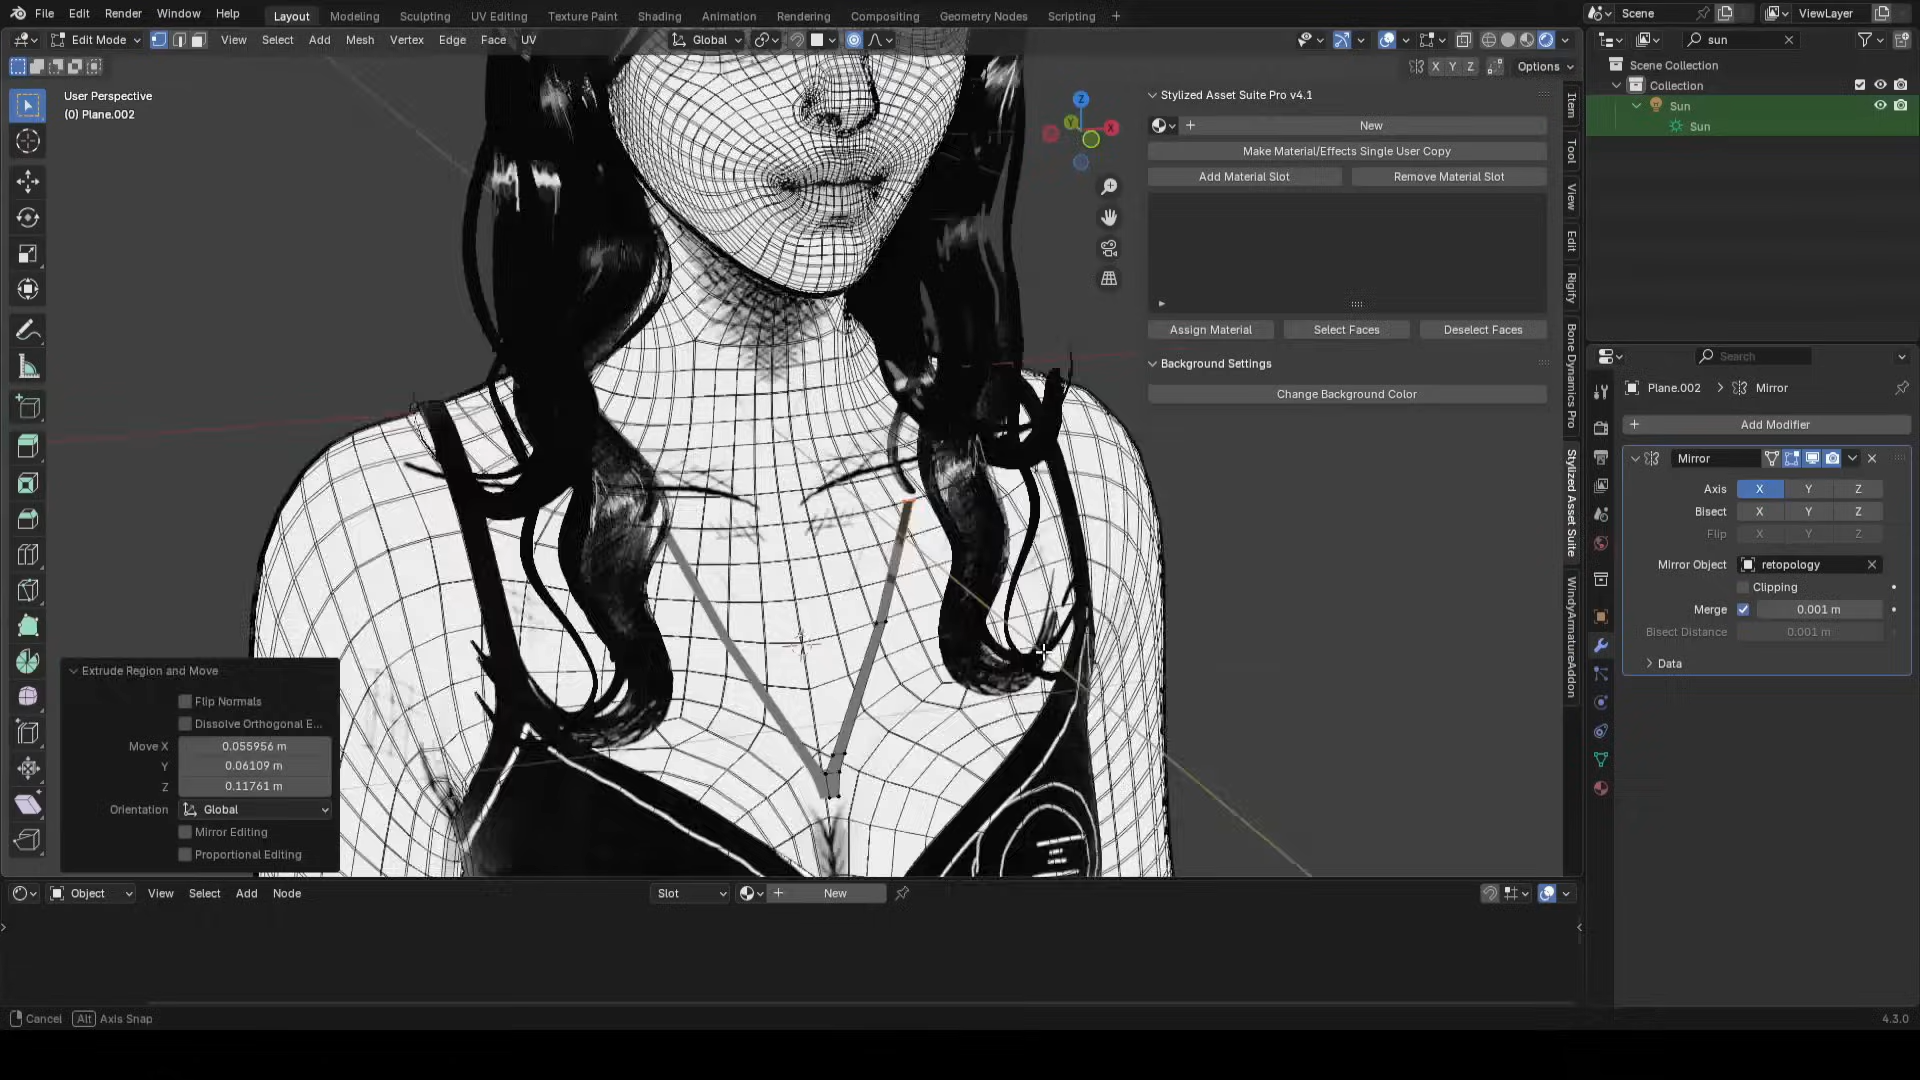 File Edit Render Window Help Layout Modeling Sculpting UV Editing Texture Paint Shading Animation Rendering Compositing Geometry Nodes Scripting + Scene ViewLayer
Edit Mode View Select Add Mesh Vertex Edge Face UV Global sun
X Y Z Options
User Perspective
(0) Plane.002
Z
Y
X
Stylized Asset Suite Pro v4.1
New
Make Material/Effects Single User Copy
Add Material Slot Remove Material Slot
Assign Material Select Faces Deselect Faces
Background Settings
Change Background Color
Item
Tool
View
Edit
Rigify
Bone Dynamics Pro
Stylized Asset Suite
WindyArmatureAddon
Scene Collection
Collection
Sun
Sun
Search
Plane.002 Mirror
Add Modifier
Mirror
Axis X Y Z
Bisect X Y Z
Flip X Y Z
Mirror Object retopology
Clipping
Merge 0.001 m
Bisect Distance 0.001 m
Data
Extrude Region and Move
Flip Normals
Dissolve Orthogonal E...
Move X 0.055956 m
Y 0.06109 m
Z 0.11761 m
Orientation Global
Mirror Editing
Proportional Editing
Object View Select Add Node Slot New
Cancel Alt Axis Snap 4.3.0